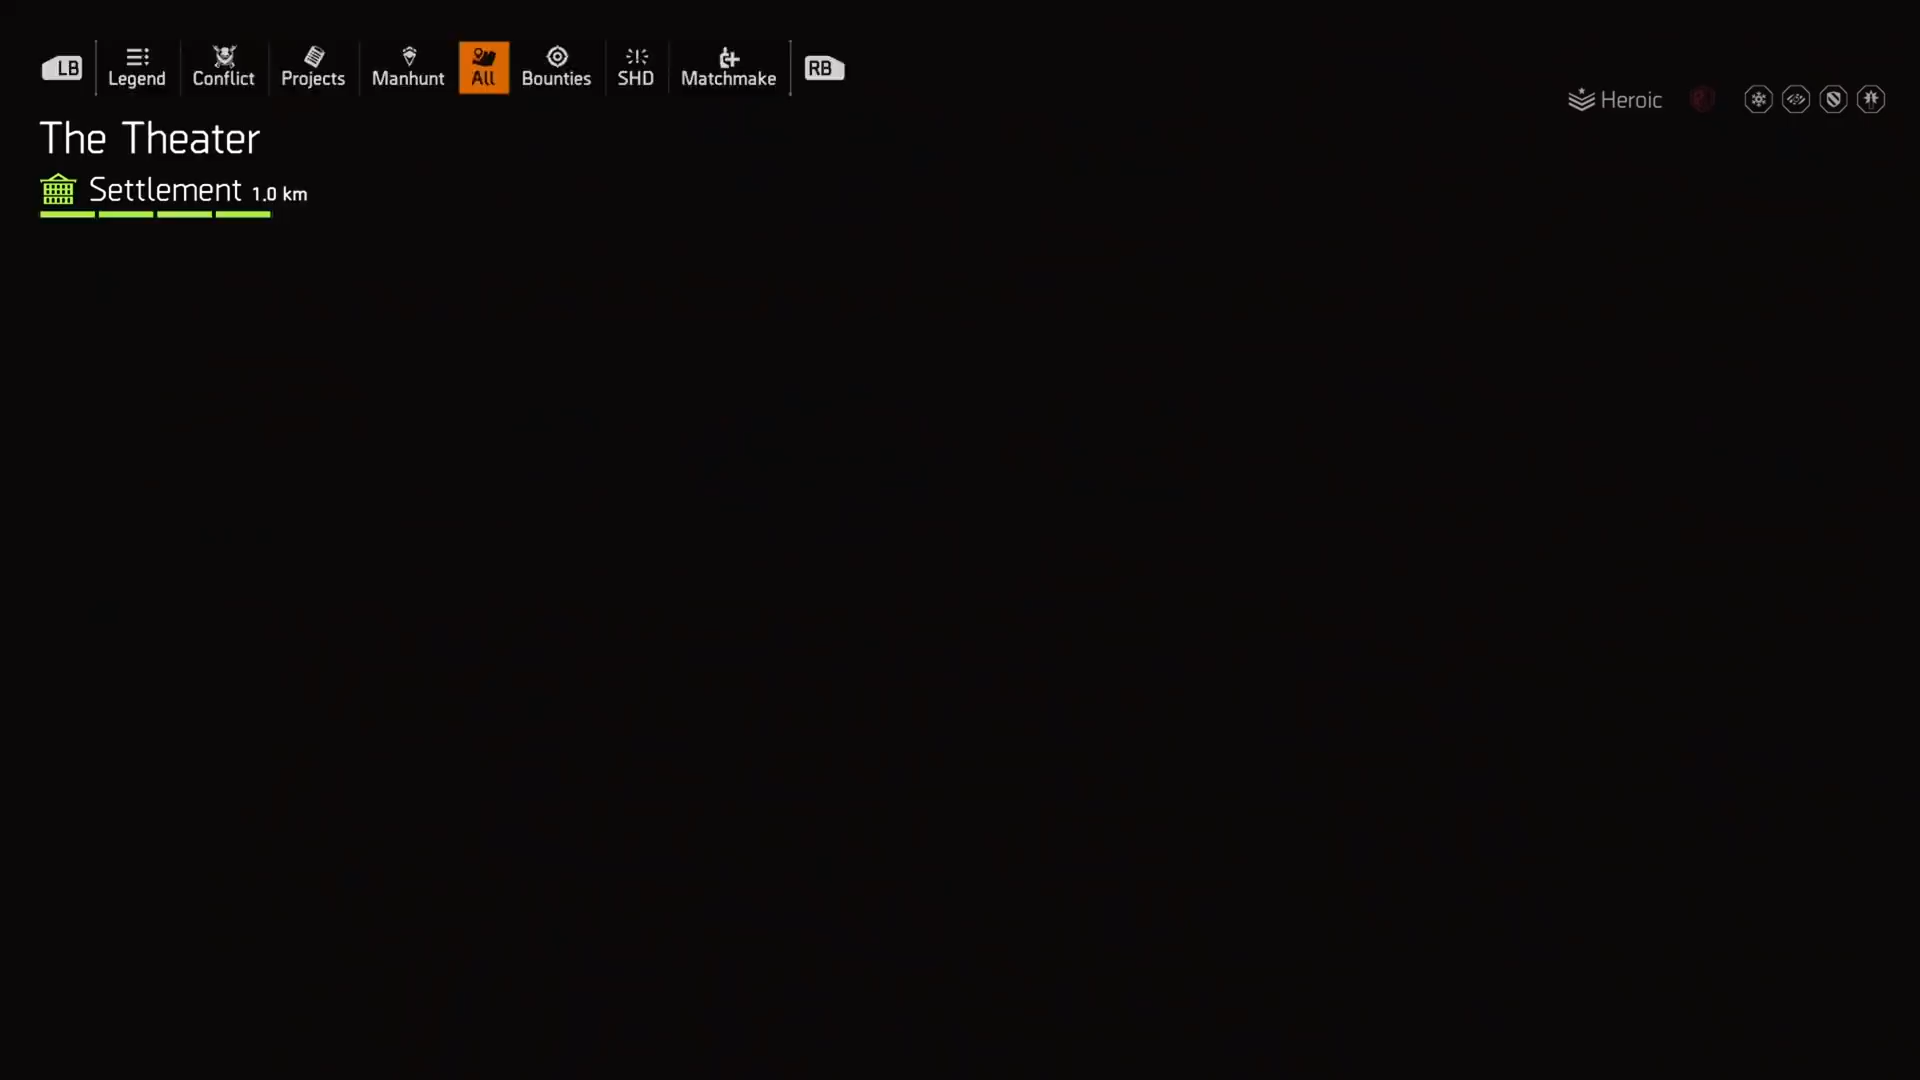 LB Legend Conflict Projects Manhunt All Bounties SHD Matchmake RB
Heroic
The Theater
Settlement 1.0 km